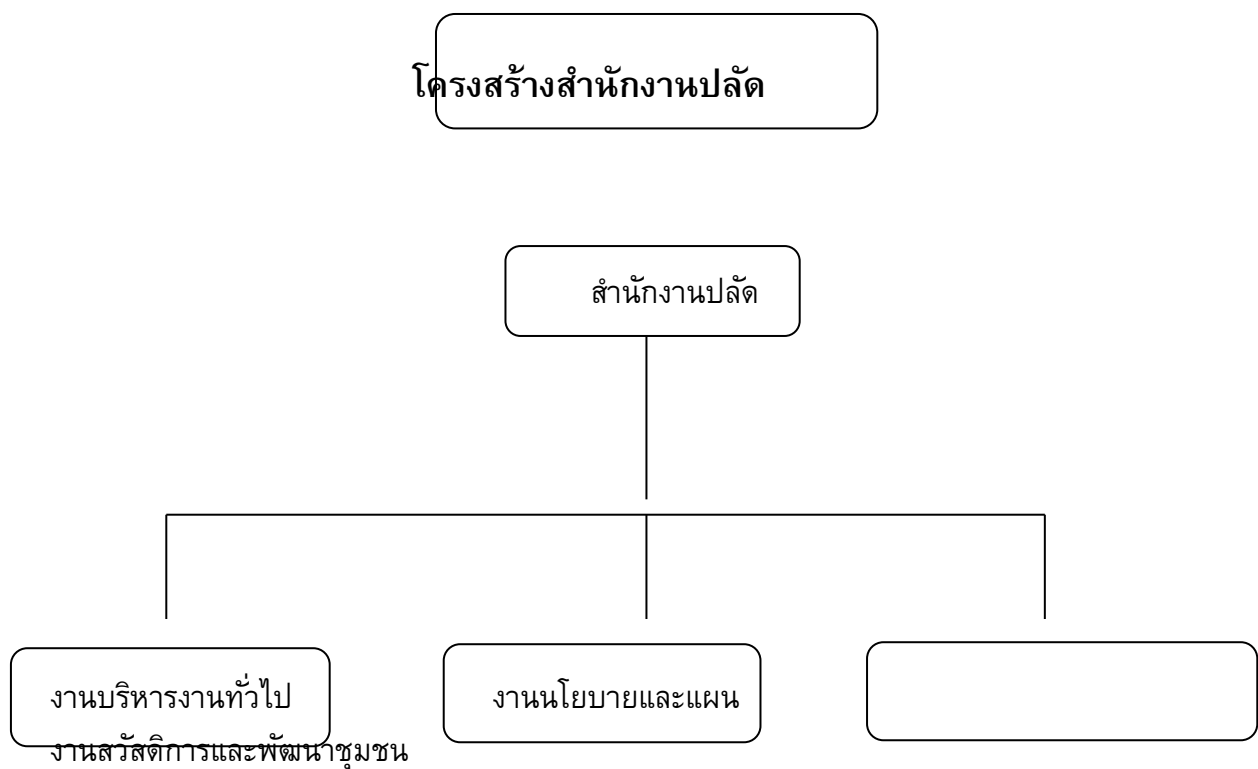 โครงสร้างสำนักงานปลัด
สำนักงานปลัด
งานบริหารงานทั่วไป
งานนโยบายและแผน
งานสวัสดิการและพัฒนาชุมชน